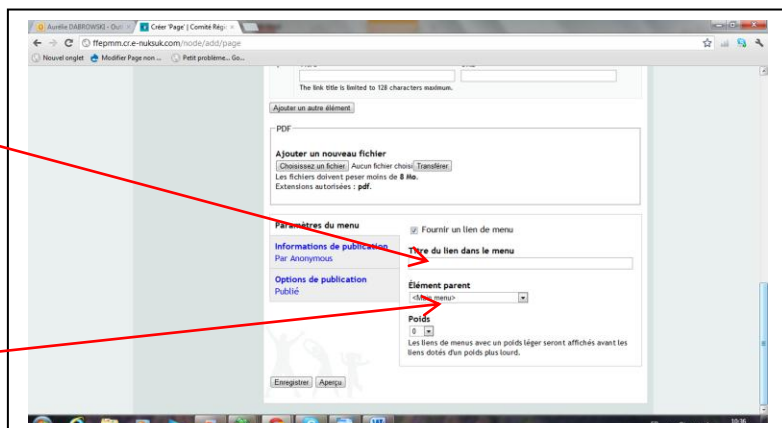 Aurélie DABROWSKI - Outl
Créer 'Page' | Comité Régi
ffepmm.cr.e-nuksuk.com/node/add/page
Nouvel onglet
Modifier Page non ...
Petit problème... Go...
The link title is limited to 128 characters maximum.
Ajouter un autre élément
PDF
Ajouter un nouveau fichier
Choisissez un fichier Aucun fichier choisi Transférer
Les fichiers doivent peser moins de 8 Mo.
Extensions autorisées : pdf.
Paramètres du menu
Informations de publication
Par Anonymous
Options de publication
Publié
Fournir un lien de menu
Titre du lien dans le menu
Élément parent
<Main menu>
Poids
0
Les liens de menus avec un poids léger seront affichés avant les
liens dotés d'un poids plus lourd.
Enregistrer Aperçu
10:36